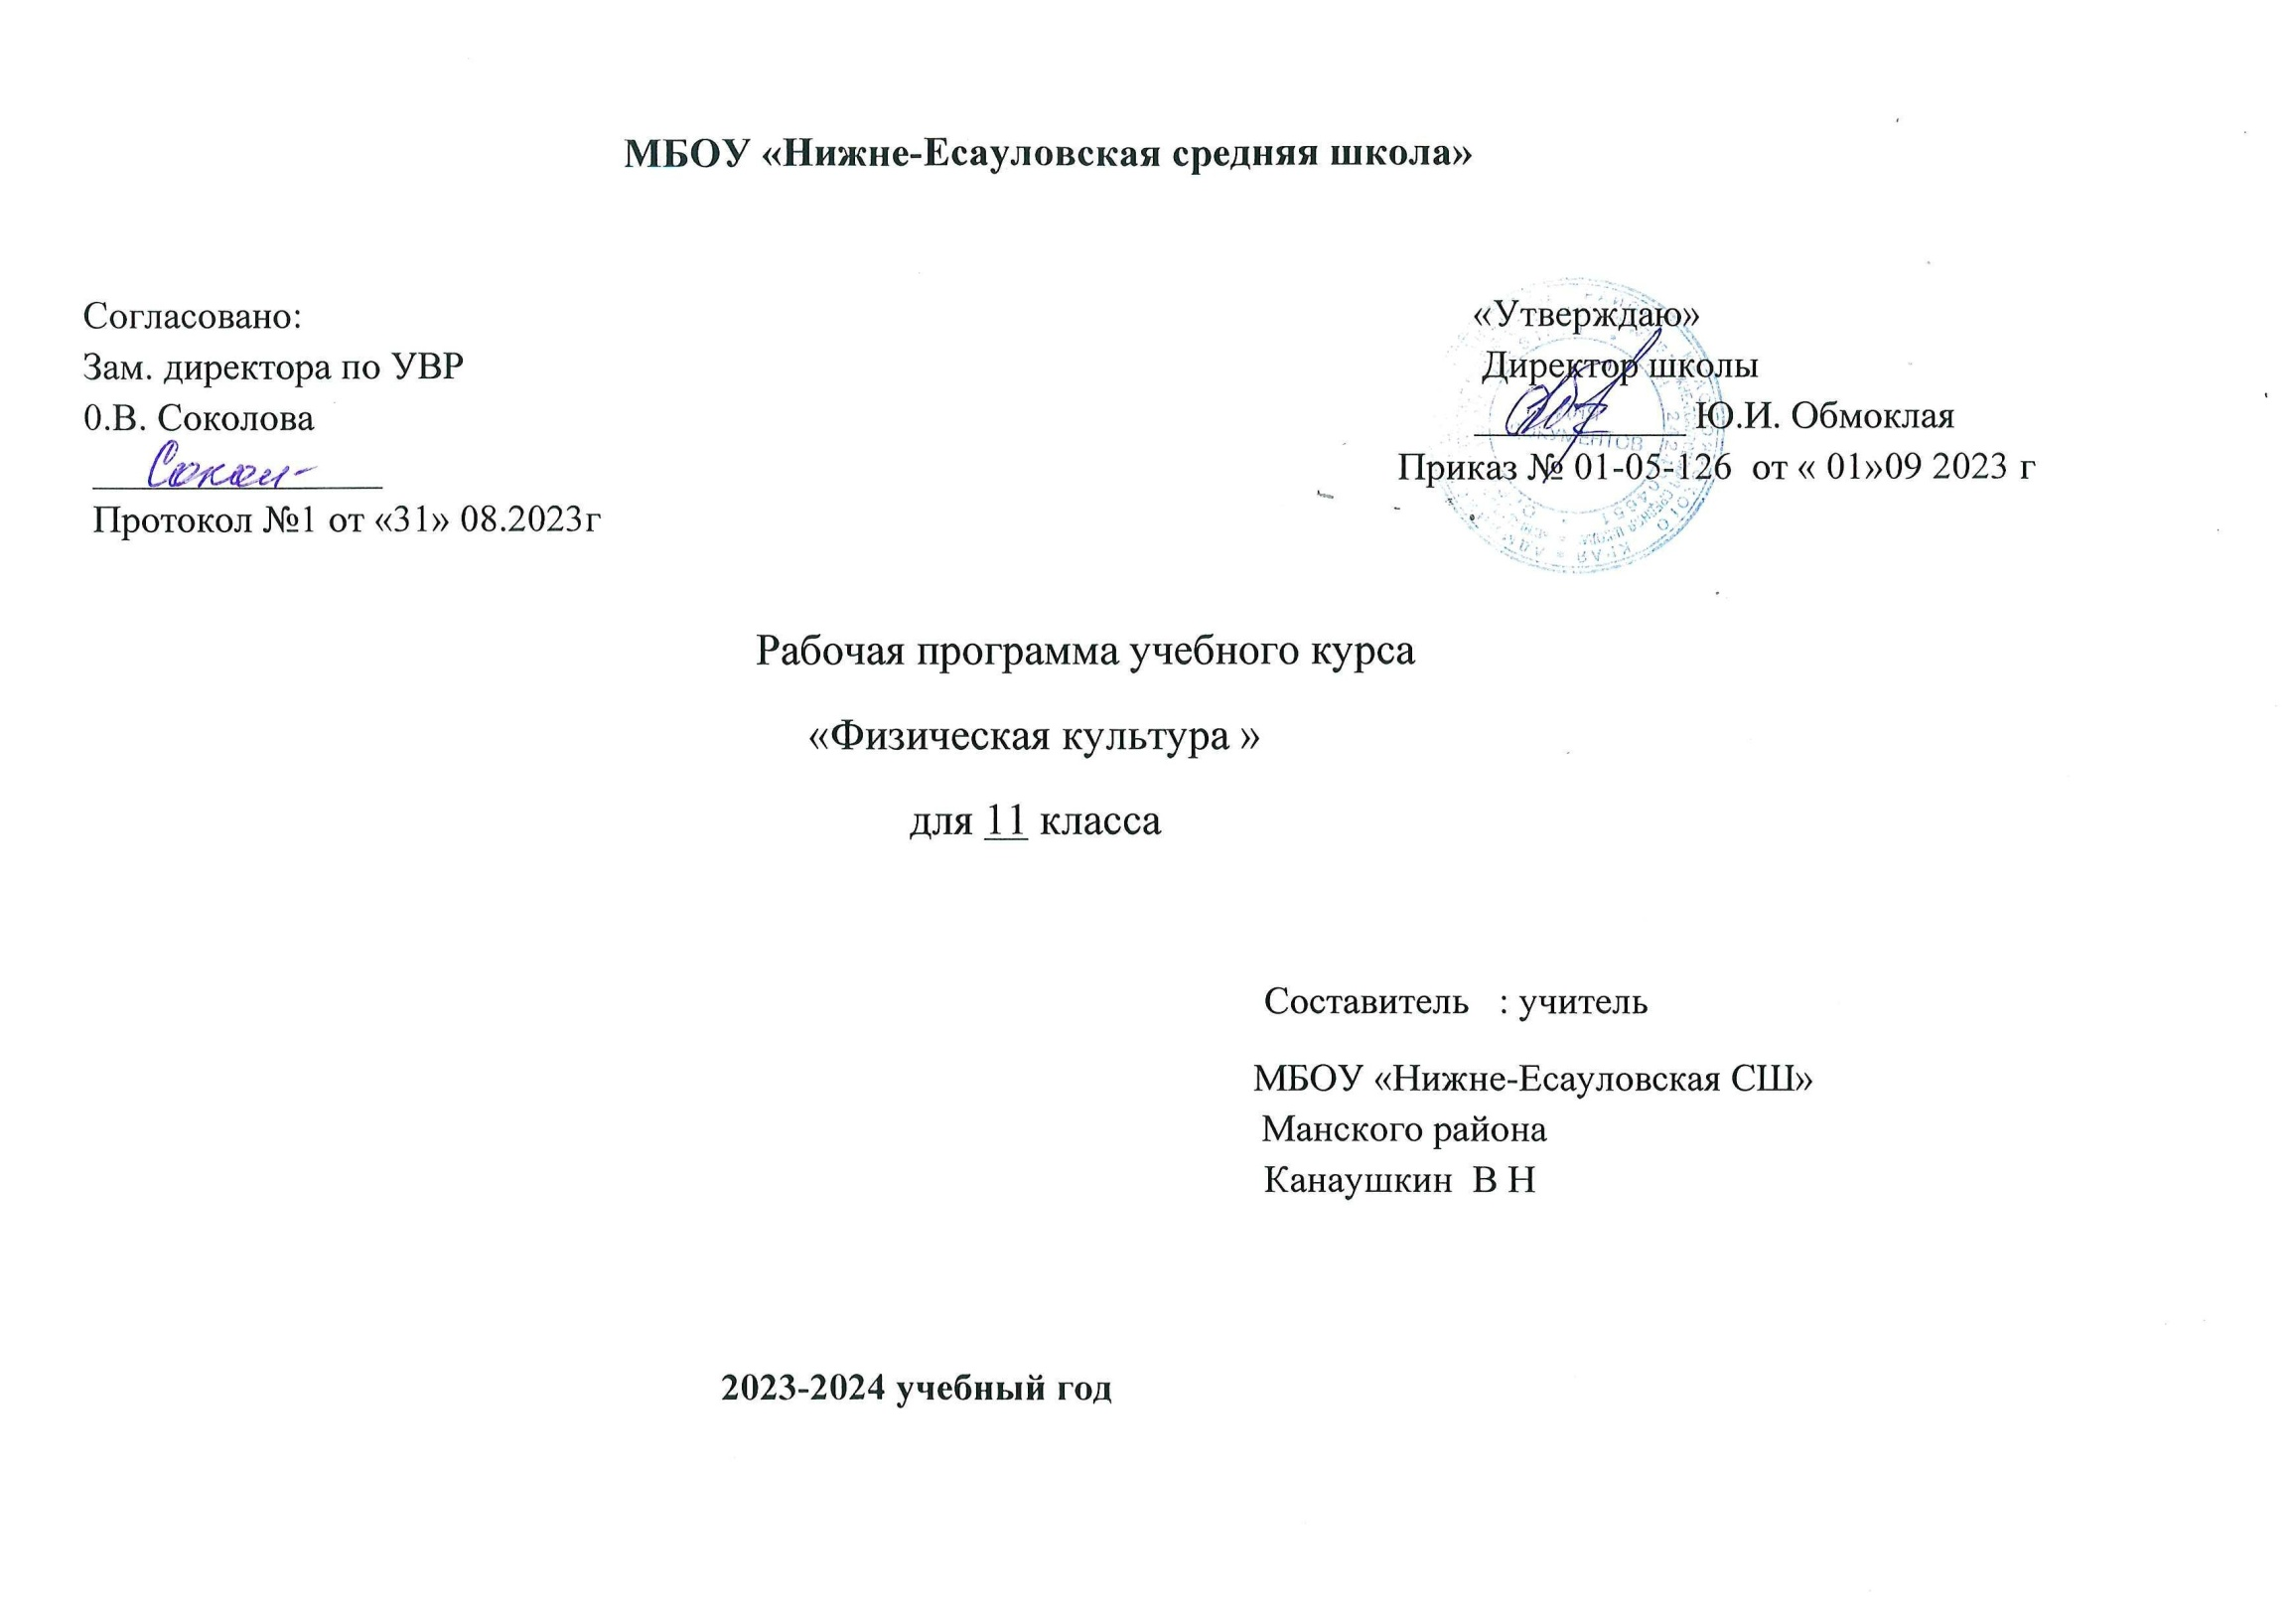 МБОУ «Нижне-Есауловская средняя школа»
Согласовано:
Зам. директора по УВР
0.В. Соколова
Протокол №1 от «31» 08.2023г
«Утверждаю»
Директор школы
Ю.И. Обмоклая
Приказ № 01-05-126 от « 01»09 2023 г
Рабочая программа учебного курса
«Физическая культура »
для 11 класса
Составитель : учитель
МБОУ «Нижне-Есауловская СШ»
Манского района
Канаушкин В Н
2023-2024 учебный год